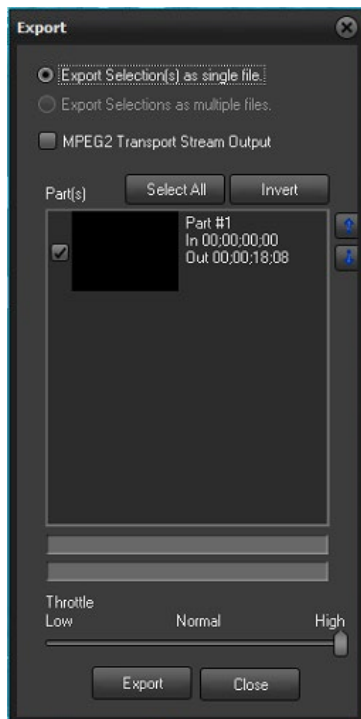 Export
Export Selection(s) as single file.
Export Selections as multiple files.
MPEG2 Transport Stream Output
Part(s)
Select All
Invert
Part #1
In 00;00;00;00
Out 00;00;18;08
Throttle
Low Normal High
Export
Close